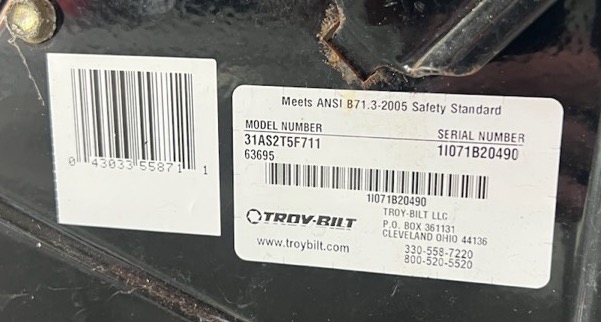 0 43033 55871 1
Meets ANSI B71.3-2005 Safety Standard
MODEL NUMBER SERIAL NUMBER
31AS2T5F711 1I071B20490
63695
1I071B20490
TROY-BILT TROY-BILT LLC
P.O. BOX 361131
www.troybilt.com CLEVELAND OHIO 44136
330-558-7220
800-520-5520